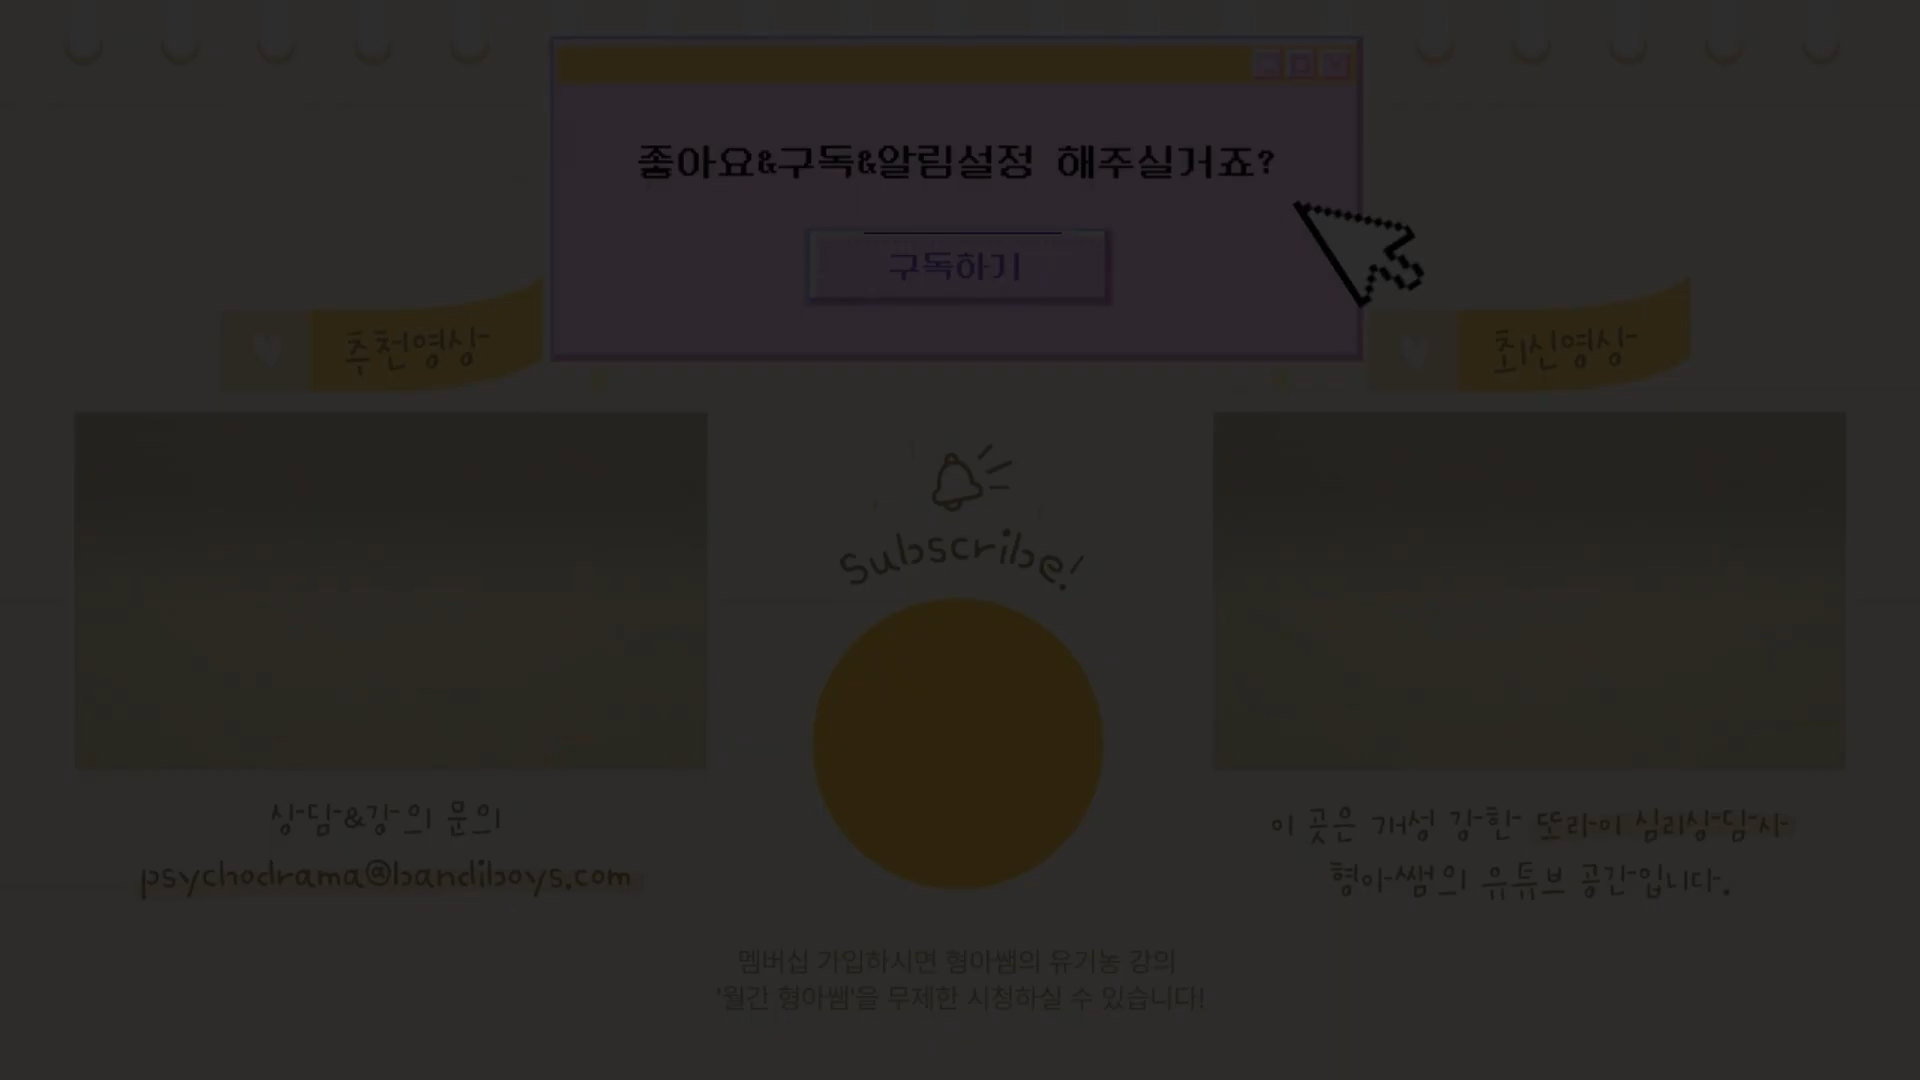 좋아요&구독&알림설정 해주실거죠?
구독하기
추천영상
최신영상
Subscribe!
상담&강의 문의
psychodrama@bandiboys.com
이 곳은 개성 강한 또라이 심리상담사
형아쌤의 유튜브 공간입니다.
멤버십 가입하시면 형아쌤의 유기농 강의
'월간 형아쌤'을 무제한 시청하실 수 있습니다!